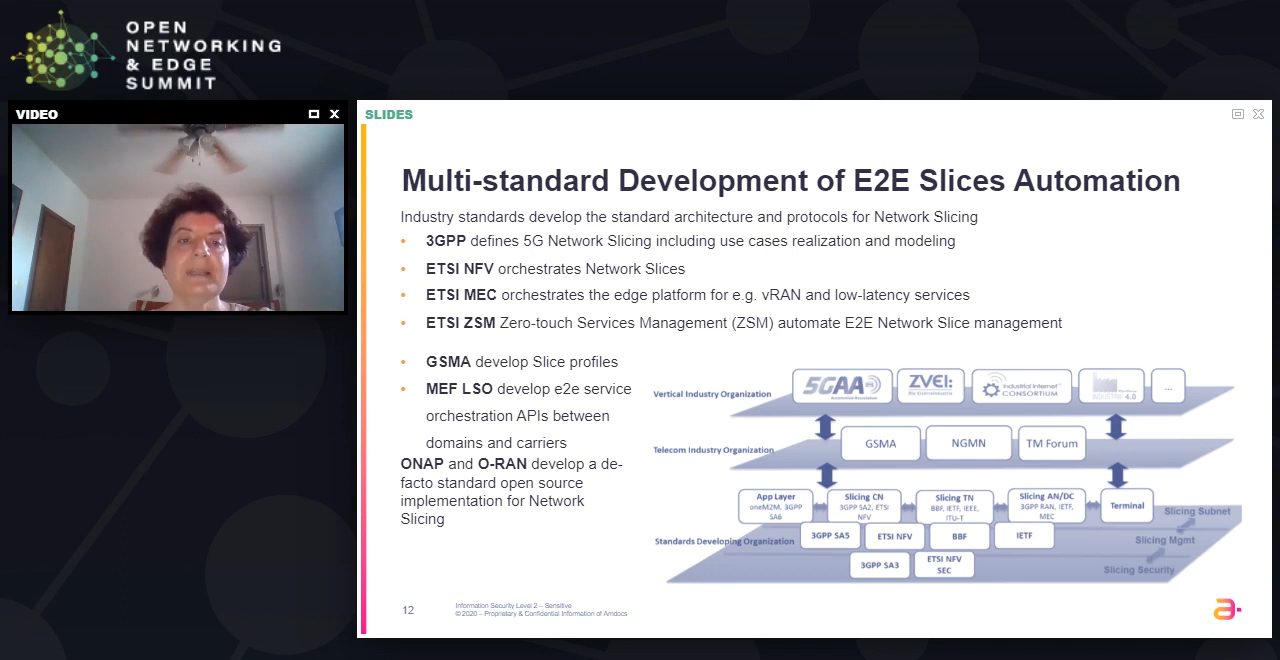 OPEN
NETWORKING
& EDGE
SUMMIT
VIDEO
SLIDES
Multi-standard Development of E2E Slices Automation
Industry standards develop the standard architecture and protocols for Network Slicing
• 3GPP defines 5G Network Slicing including use cases realization and modeling
• ETSI NFV orchestrates Network Slices
• ETSI MEC orchestrates the edge platform for e.g. vRAN and low-latency services
• ETSI ZSM Zero-touch Services Management (ZSM) automate E2E Network Slice management
• GSMA develop Slice profiles
• MEF LSO develop e2e service
orchestration APIs between
domains and carriers
ONAP and O-RAN develop a de-
facto standard open source
implementation for Network
Slicing
Vertical Industry Organization
5GAA
Automotive Association
ZVEI:
Die Elektroindustrie
Industrial Internet
CONSORTIUM
INDUSTRIE 4.0
...
Telecom Industry Organization
GSMA
NGMN
TM Forum
App Layer
oneM2M, 3GPP
SA6
Slicing CN
3GPP SA2, ETSI
NFV
Slicing TN
BBF, IETF, IEEE,
ITU-T
Slicing AN/DC
3GPP RAN, IETF,
MEC
Terminal
Slicing Subnet
Standards Developing Organization
3GPP SA5
ETSI NFV
BBF
IETF
Slicing Mgmt
3GPP SA3
ETSI NFV
SEC
Slicing Security
12
Information Security Level 2 – Sensitive
© 2020 – Proprietary & Confidential Information of Amdocs